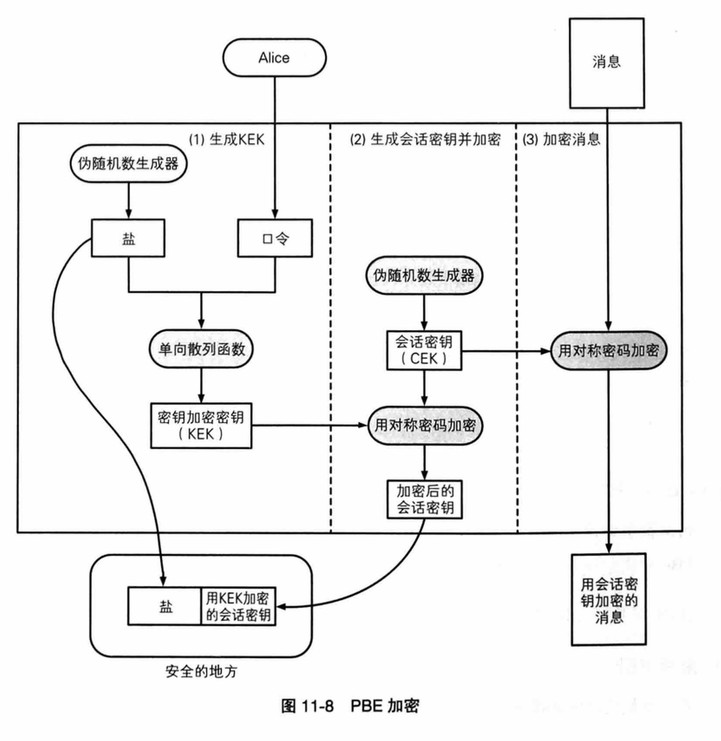 Alice
消息
(1) 生成KEK
(2) 生成会话密钥并加密
(3) 加密消息
伪随机数生成器
盐
口令
单向散列函数
密钥加密密钥
（KEK）
伪随机数生成器
会话密钥
（CEK）
用对称密码加密
加密后的
会话密钥
用对称密码加密
盐
用KEK加密
的会话密钥
安全的地方
用会话密
钥加密的
消息
图 11-8 PBE 加密